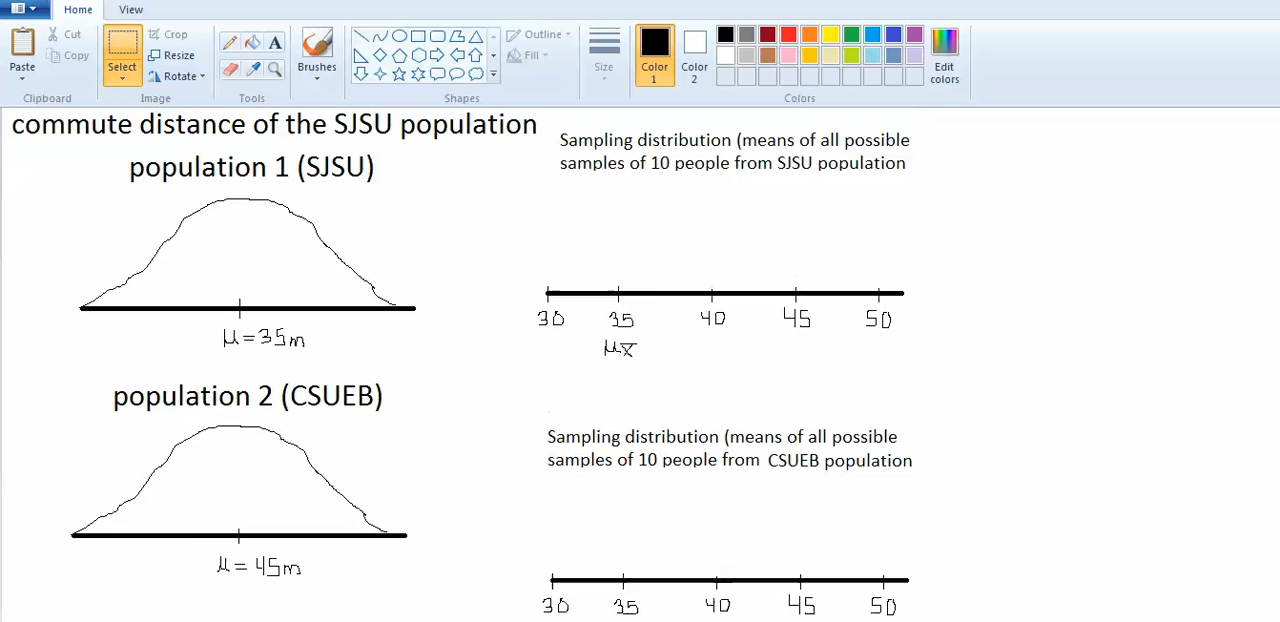 Home View
Cut
Copy
Paste
Clipboard
Crop
Resize
Rotate
Select
Image
Tools
Brushes
Outline
Fill
Shapes
Size
Color 1
Color 2
Edit colors
Colors
commute distance of the SJSU population
population 1 (SJSU)
μ = 35m
Sampling distribution (means of all possible
samples of 10 people from SJSU population
30 35 40 45 50
μx̅
population 2 (CSUEB)
μ = 45m
Sampling distribution (means of all possible
samples of 10 people from CSUEB population
30 35 40 45 50